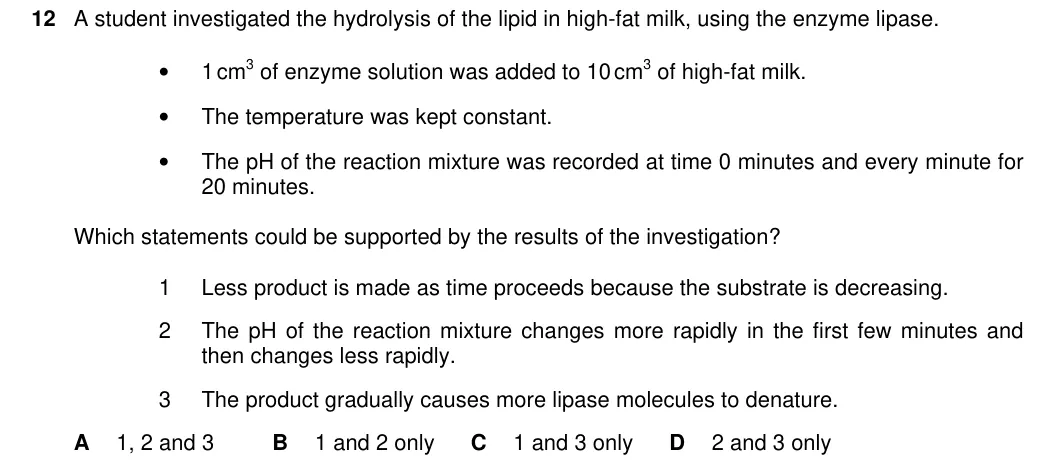 12 A student investigated the hydrolysis of the lipid in high-fat milk, using the enzyme lipase.
• 1 cm³ of enzyme solution was added to 10 cm³ of high-fat milk.
• The temperature was kept constant.
• The pH of the reaction mixture was recorded at time 0 minutes and every minute for
20 minutes.
Which statements could be supported by the results of the investigation?
1 Less product is made as time proceeds because the substrate is decreasing.
2 The pH of the reaction mixture changes more rapidly in the first few minutes and
then changes less rapidly.
3 The product gradually causes more lipase molecules to denature.
A 1, 2 and 3 B 1 and 2 only C 1 and 3 only D 2 and 3 only